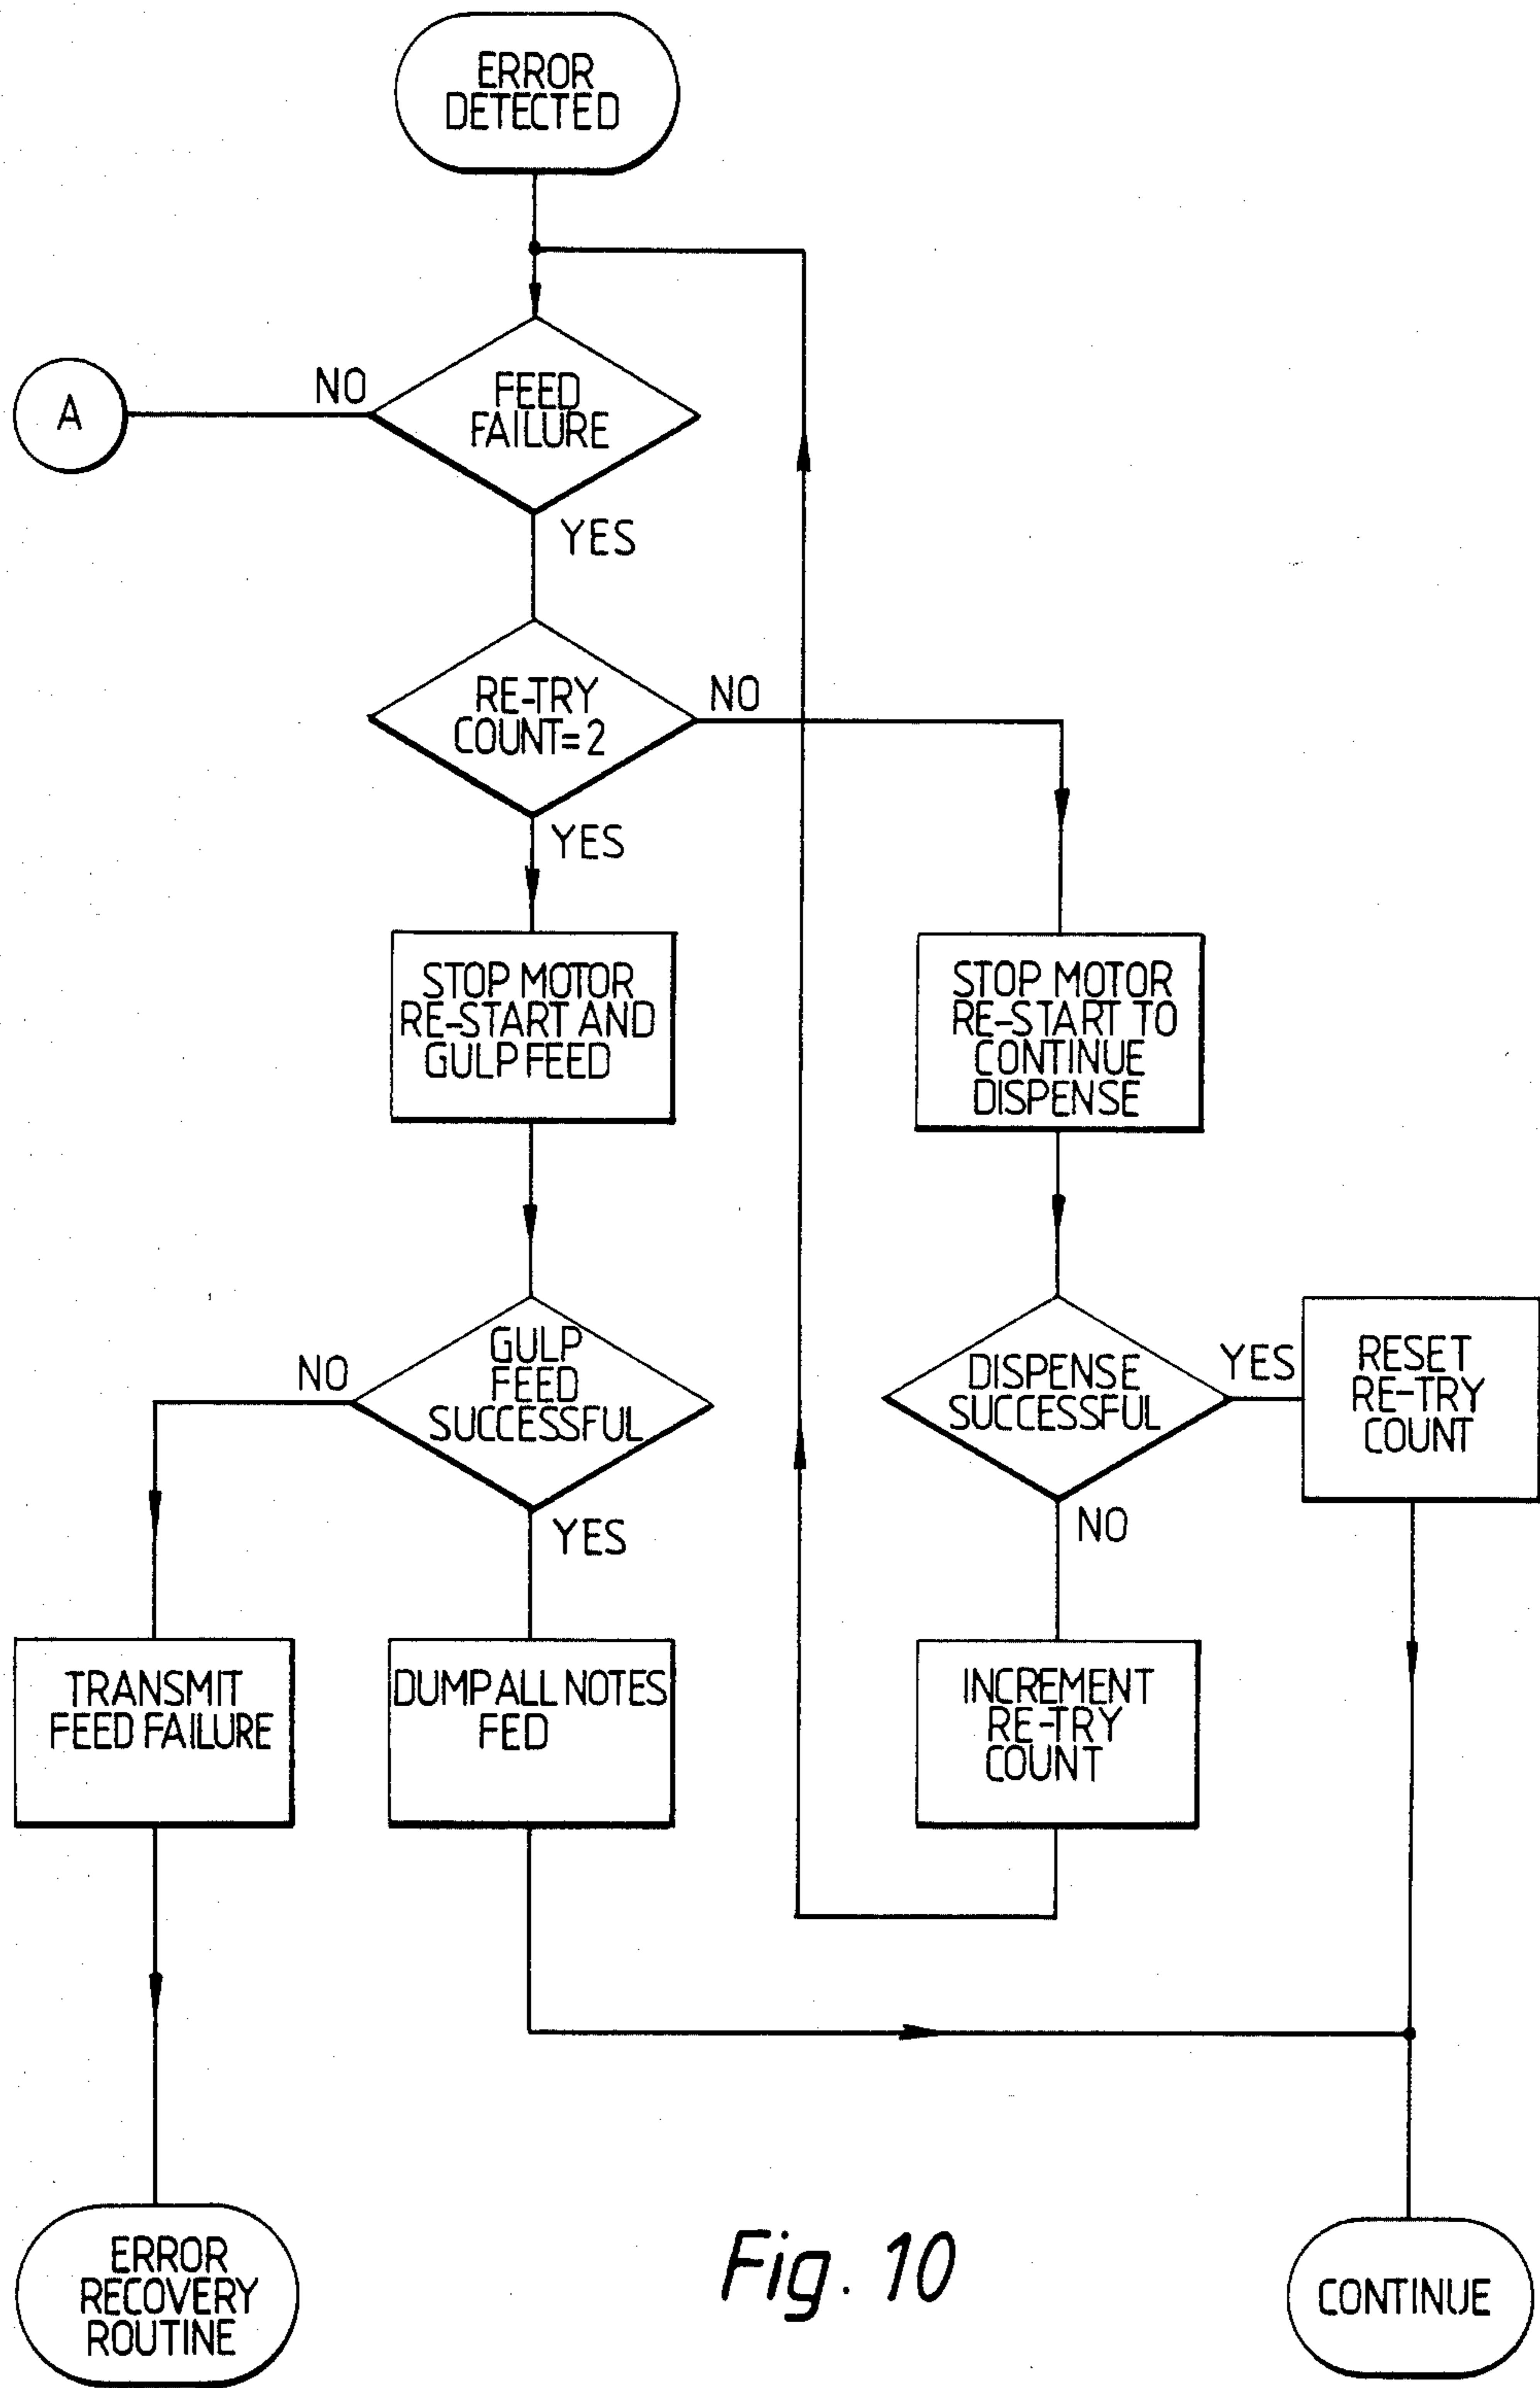 ERROR
DETECTED
A
NO
FEED
FAILURE
YES
RE-TRY
COUNT=2
NO
YES
STOP MOTOR
RE-START AND
GULP FEED
STOP MOTOR
RE-START TO
CONTINUE
DISPENSE
NO
GULP
FEED
SUCCESSFUL
YES
DISPENSE
SUCCESSFUL
YES
NO
RESET
RE-TRY
COUNT
TRANSMIT
FEED FAILURE
DUMP ALL NOTES
FED
INCREMENT
RE-TRY
COUNT
ERROR
RECOVERY
ROUTINE
Fig. 10
CONTINUE